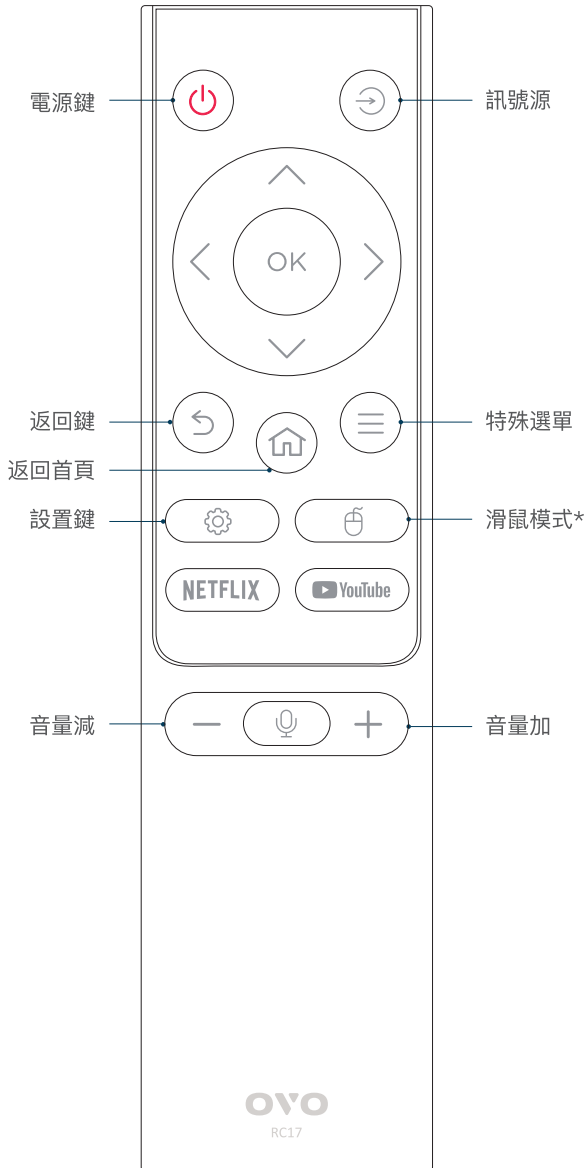 電源鍵
訊號源
OK
返回鍵
特殊選單
返回首頁
設置鍵
滑鼠模式*
NETFLIX
YouTube
音量減
音量加
OVO
RC17